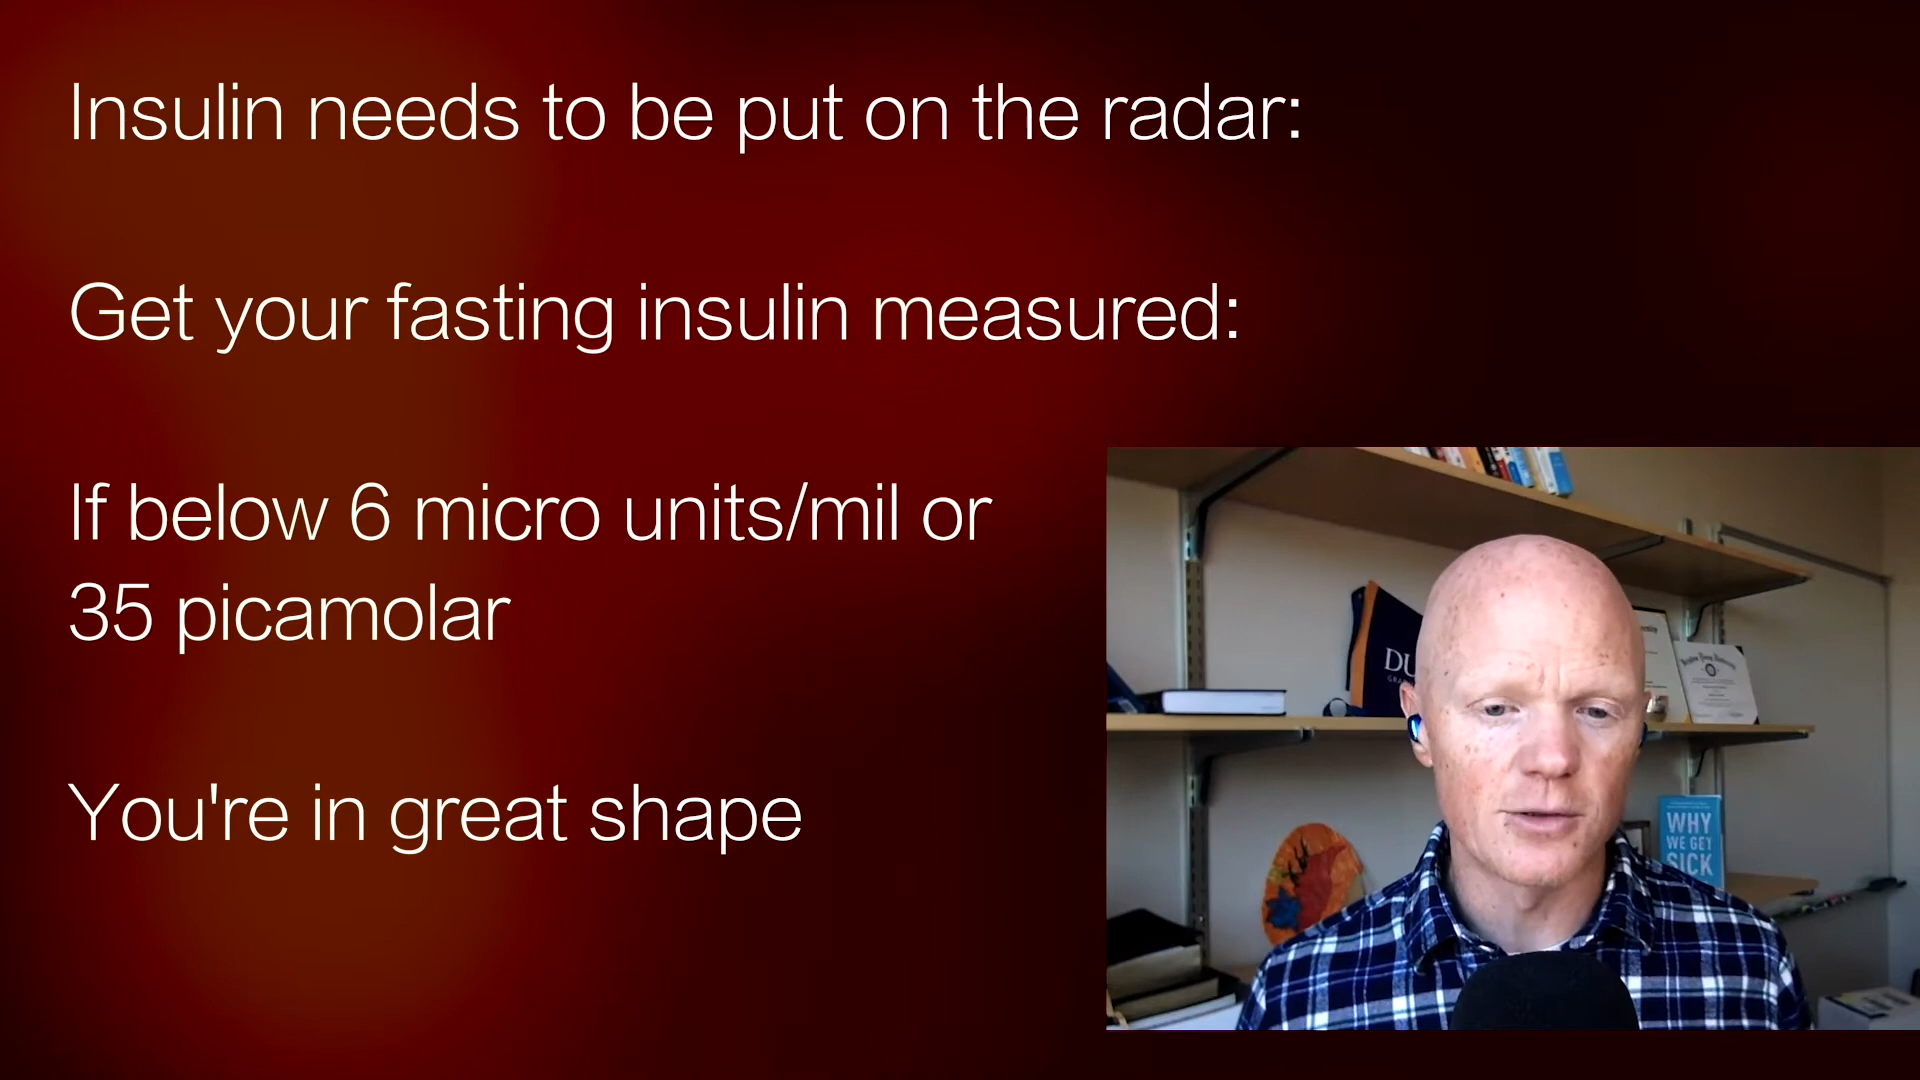 Insulin needs to be put on the radar:
Get your fasting insulin measured:
If below 6 micro units/mil or
35 picamolar
You're in great shape
DU
WHY
WE GET
SICK